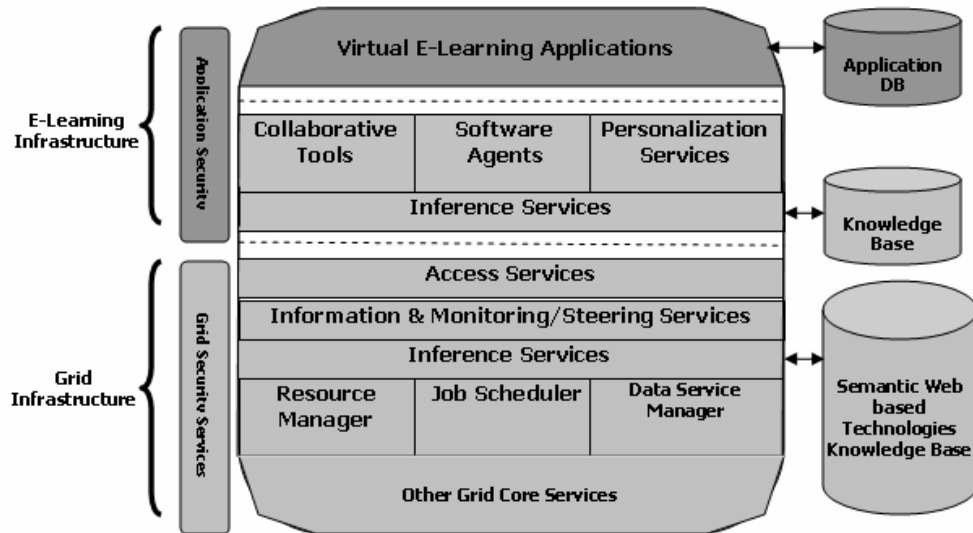 Virtual E-Learning Applications
Application
DB
E-Learning
Infrastructure
Application Security
Collaborative
Tools
Software
Agents
Personalization
Services
Inference Services
Knowledge
Base
Access Services
Information & Monitoring/Steering Services
Inference Services
Grid
Infrastructure
Grid Security Services
Resource
Manager
Job Scheduler
Data Service
Manager
Semantic Web
based
Technologies
Knowledge Base
Other Grid Core Services